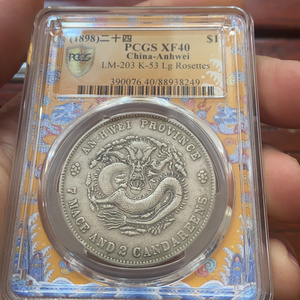 (1898)二十四 $1
PCGS XF40
China-Anhwei
LM-203 K-53 Lg Rosettes
390076.40/88938249
PCGS
AN-HWEI PROVINCE
7 MACE AND 2 CANDAREENS